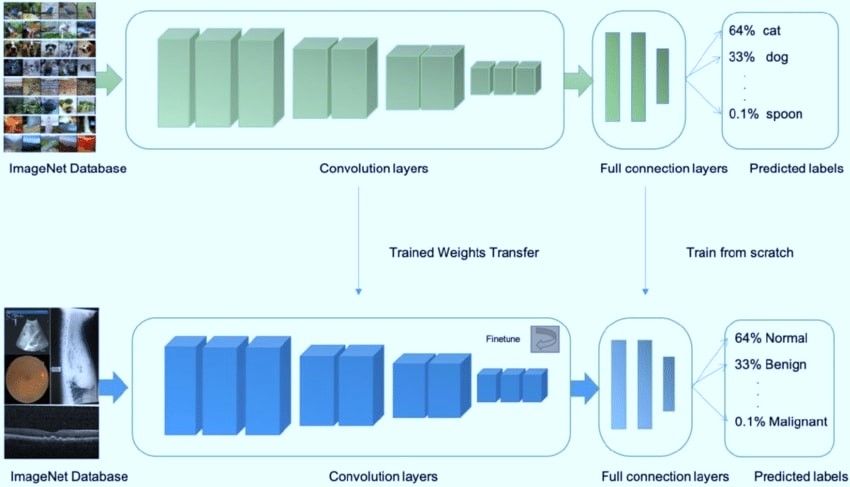 64% cat
33% dog
.
.
.
0.1% spoon
ImageNet Database
Convolution layers
Full connection layers
Predicted labels
Trained Weights Transfer
Train from scratch
Finetune
64% Normal
33% Benign
.
.
.
0.1% Malignant
ImageNet Database
Convolution layers
Full connection layers
Predicted labels